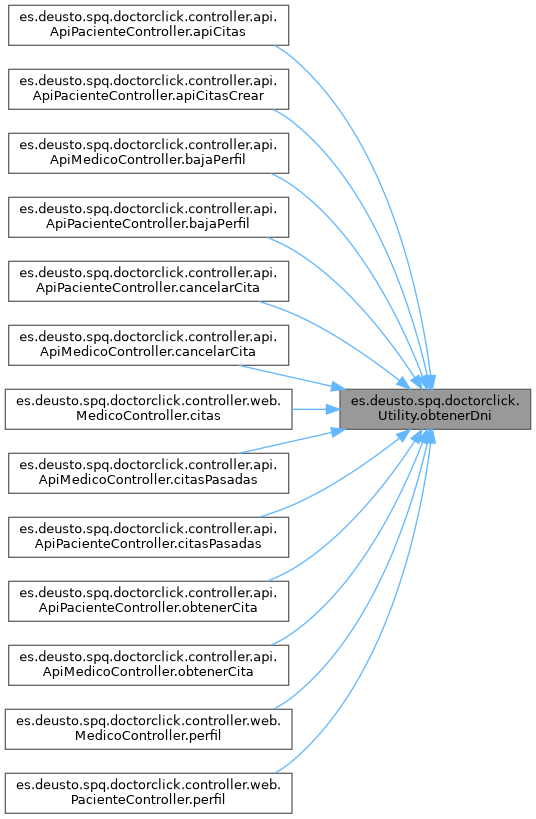 es.deusto.spq.doctorclick.controller.api.
ApiPacienteController.apiCitas
es.deusto.spq.doctorclick.controller.api.
ApiPacienteController.apiCitasCrear
es.deusto.spq.doctorclick.controller.api.
ApiMedicoController.bajaPerfil
es.deusto.spq.doctorclick.controller.api.
ApiPacienteController.bajaPerfil
es.deusto.spq.doctorclick.controller.api.
ApiPacienteController.cancelarCita
es.deusto.spq.doctorclick.controller.api.
ApiMedicoController.cancelarCita
es.deusto.spq.doctorclick.controller.web.
MedicoController.citas
es.deusto.spq.doctorclick.
Utility.obtenerDni
es.deusto.spq.doctorclick.controller.api.
ApiMedicoController.citasPasadas
es.deusto.spq.doctorclick.controller.api.
ApiPacienteController.citasPasadas
es.deusto.spq.doctorclick.controller.api.
ApiPacienteController.obtenerCita
es.deusto.spq.doctorclick.controller.api.
ApiMedicoController.obtenerCita
es.deusto.spq.doctorclick.controller.web.
MedicoController.perfil
es.deusto.spq.doctorclick.controller.web.
PacienteController.perfil